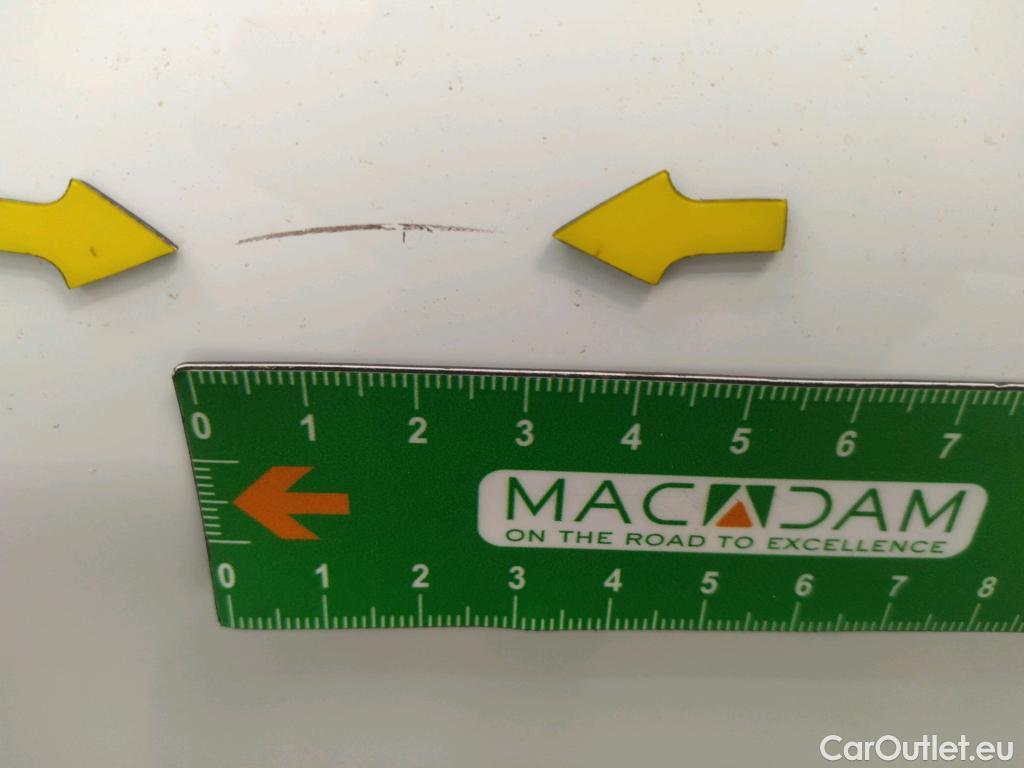 0 1 2 3 4 5 6 7
MACADAM
ON THE ROAD TO EXCELLENCE
0 1 2 3 4 5 6 7 8
CarOutlet.eu